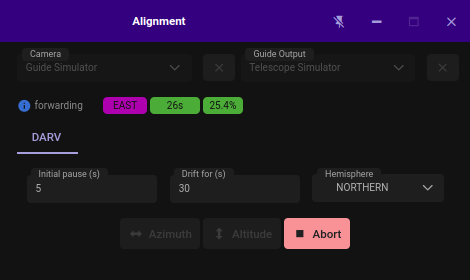 Alignment
Camera
Guide Simulator
Guide Output
Telescope Simulator
forwarding EAST 26s 25.4%
DARV
Initial pause (s)
5
Drift for (s)
30
Hemisphere
NORTHERN
Azimuth Altitude Abort